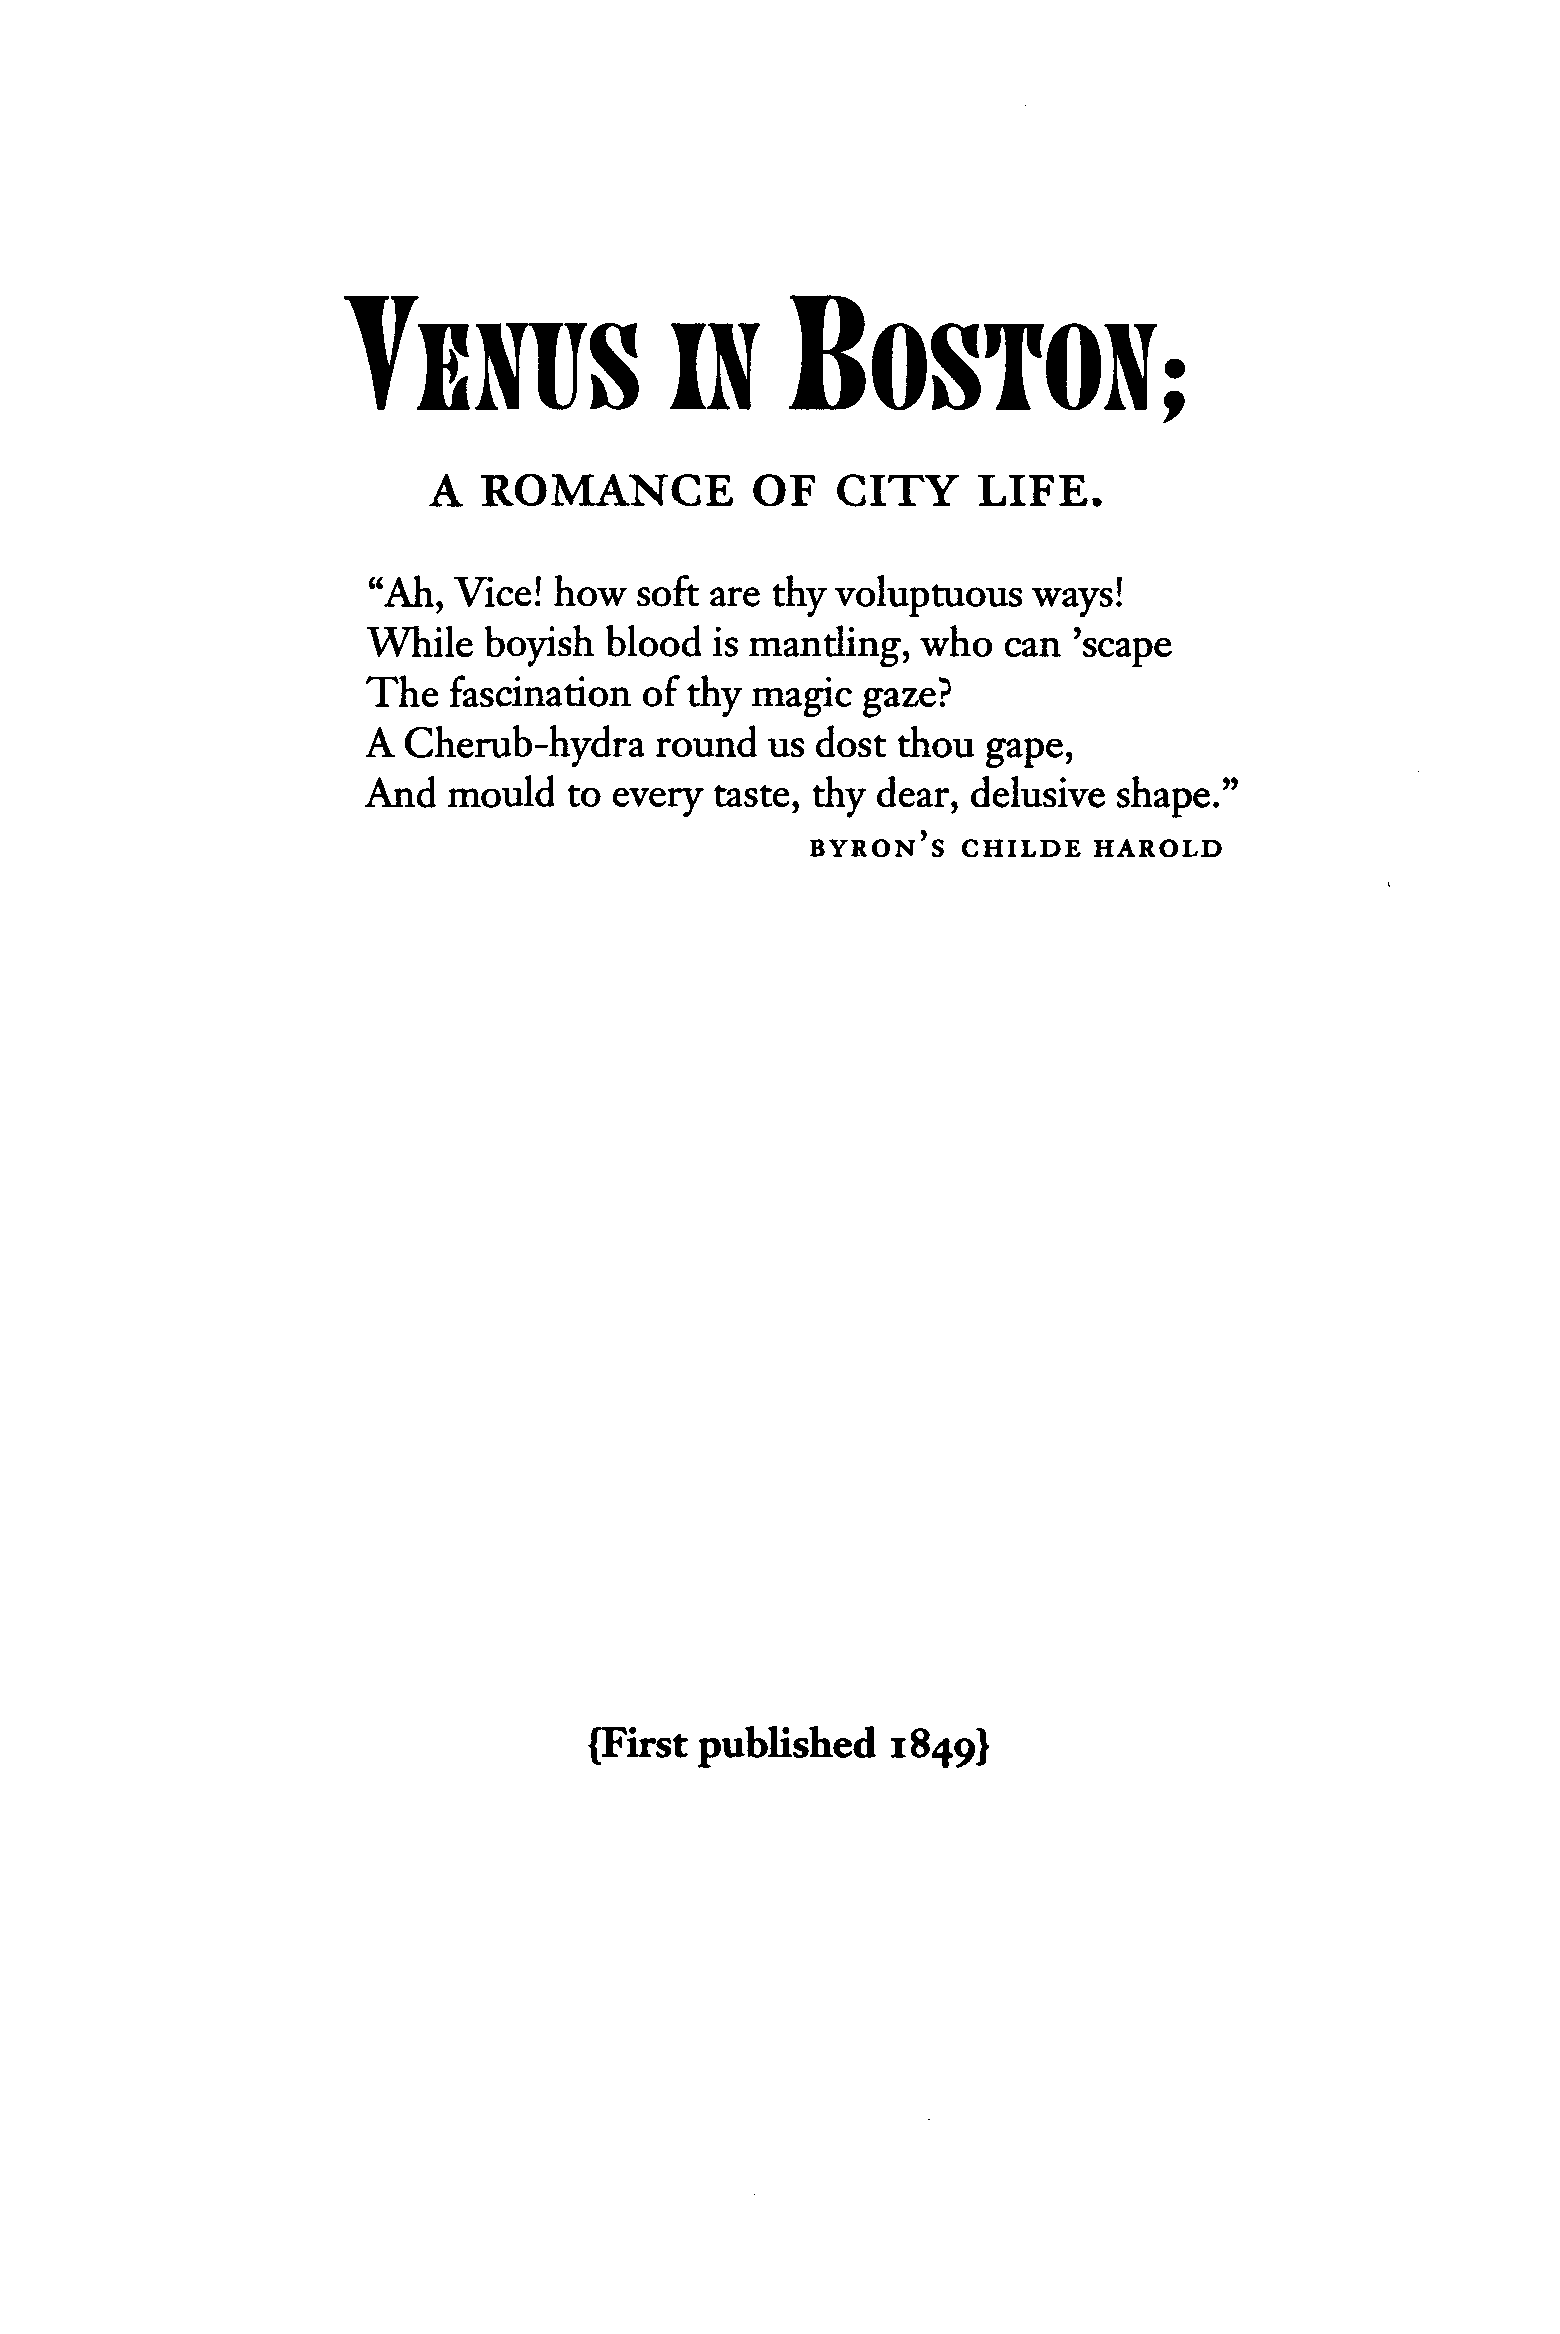 VENUS IN BOSTON;
A ROMANCE OF CITY LIFE.
“Ah, Vice! how soft are thy voluptuous ways!
While boyish blood is mantling, who can ’scape
The fascination of thy magic gaze?
A Cherub-hydra round us dost thou gape,
And mould to every taste, thy dear, delusive shape.”
BYRON’S CHILDE HAROLD
{First published 1849}